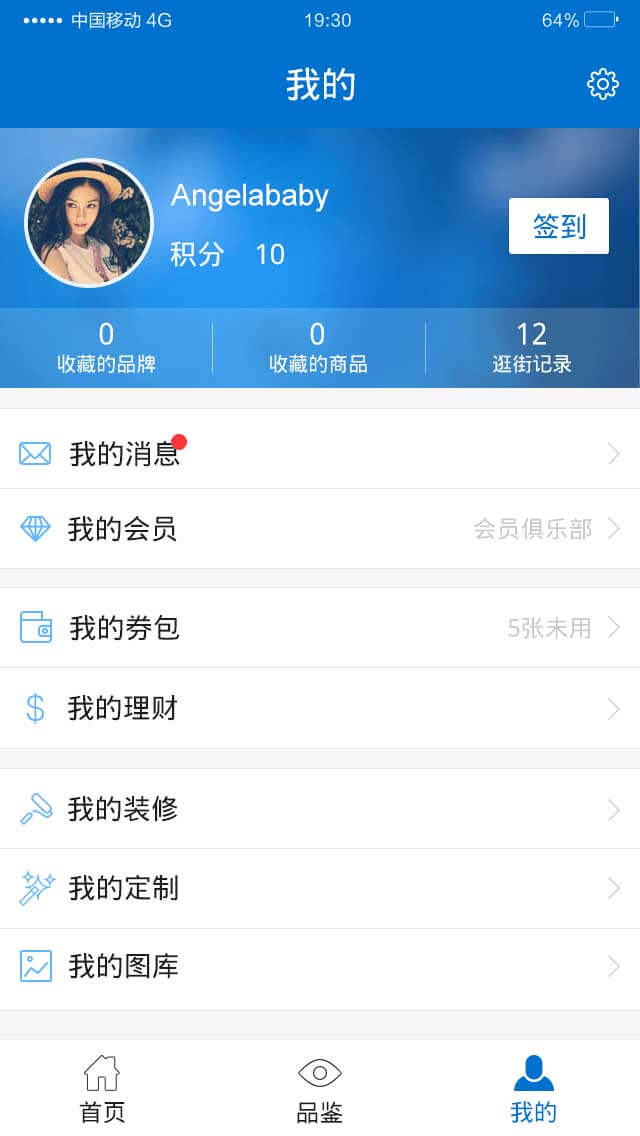 中国移动 4G 19:30 64%
我的
Angelababy
签到
积分 10
0 0 12
收藏的品牌 收藏的商品 逛街记录
我的消息
我的会员 会员俱乐部
我的券包 5张未用
我的理财
我的装修
我的定制
我的图库
首页 品鉴 我的